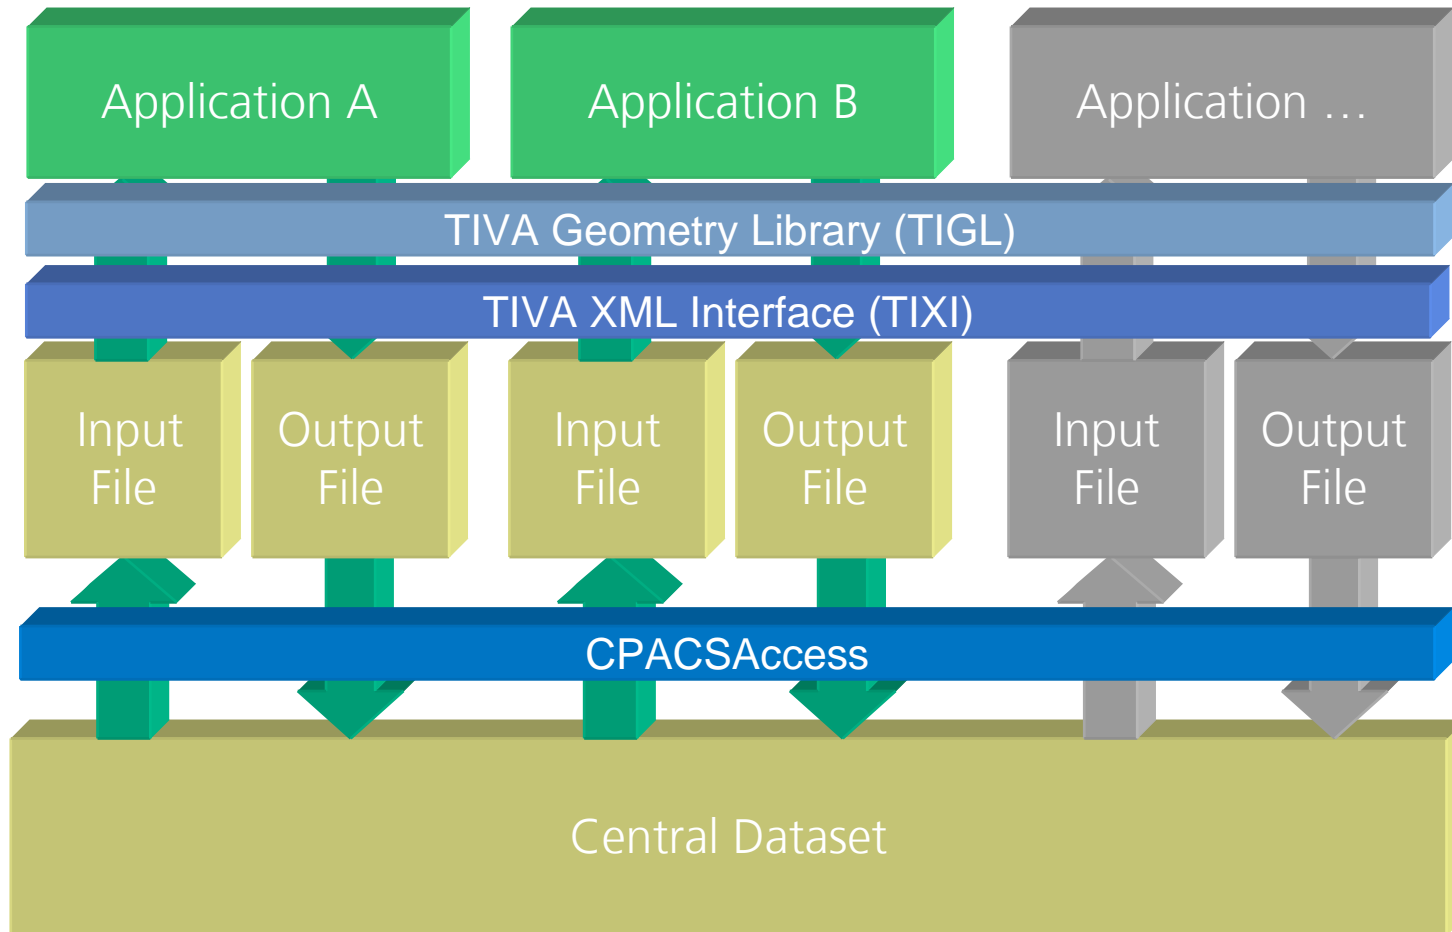 Application A
Application B
Application …
TIVA Geometry Library (TIGL)
TIVA XML Interface (TIXI)
Input
File
Output
File
Input
File
Output
File
Input
File
Output
File
CPACSAccess
Central Dataset